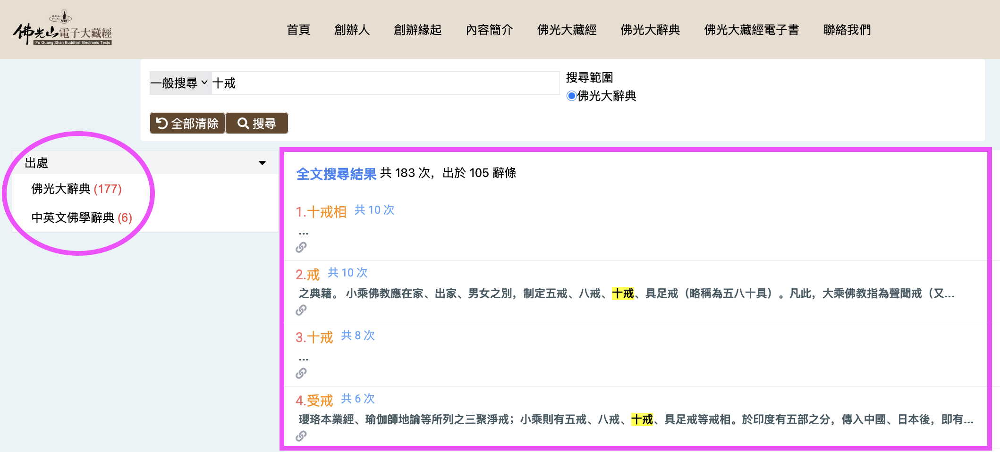 佛光山
F.G.S.
佛光山電子大藏經
Fo Guang Shan Buddhist Electronic Texts
首頁 創辦人 創辦緣起 內容簡介 佛光大藏經 佛光大辭典 佛光大藏經電子書 聯絡我們
一般搜尋 十戒
搜尋範圍
佛光大辭典
全部清除 搜尋
出處
佛光大辭典 (177)
中英文佛學辭典 (6)
全文搜尋結果 共 183 次，出於 105 辭條
1.十戒相 共 10 次
...
2.戒 共 10 次
之典籍。 小乘佛教應在家、出家、男女之別，制定五戒、八戒、十戒、具足戒（略稱為五八十具）。凡此，大乘佛教指為聲聞戒（又...
3.十戒 共 8 次
...
4.受戒 共 6 次
瓔珞本業經、瑜伽師地論等所列之三聚淨戒；小乘則有五戒、八戒、十戒、具足戒等戒相。於印度有五部之分，傳入中國、日本後，即有...